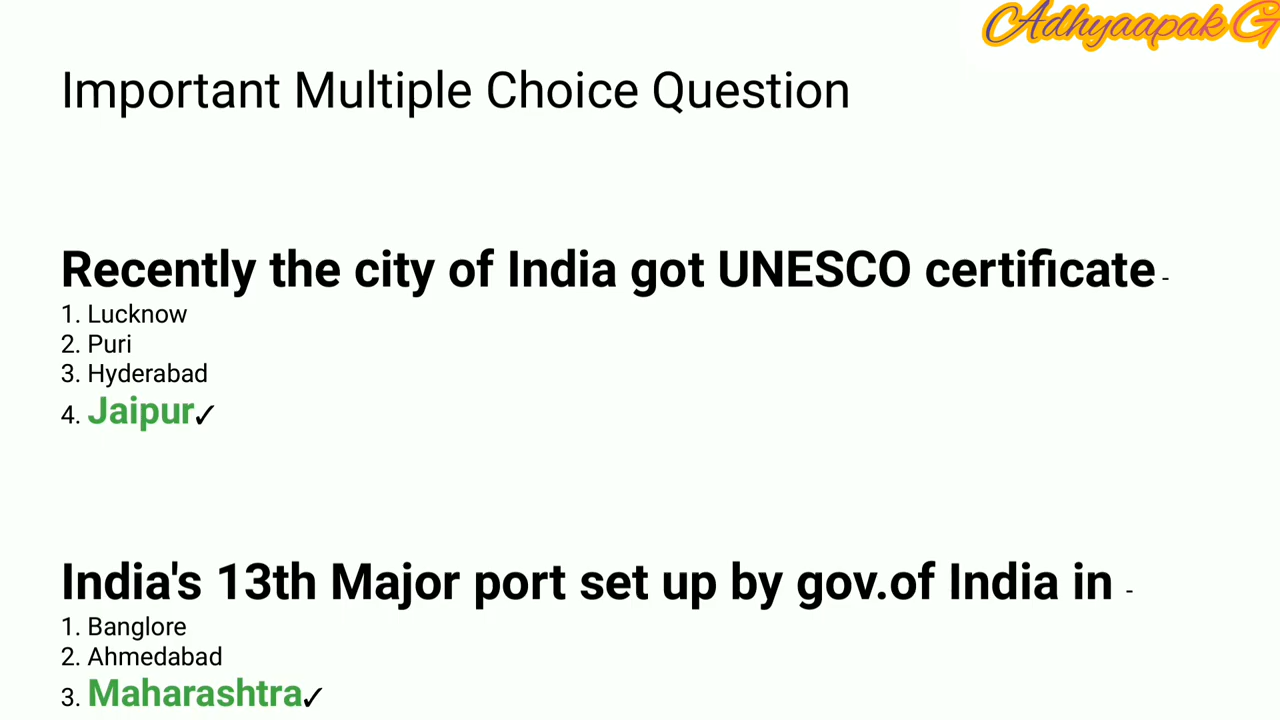 Adhyaapak G
Important Multiple Choice Question
Recently the city of India got UNESCO certificate -
1. Lucknow
2. Puri
3. Hyderabad
4. Jaipur✓
India's 13th Major port set up by gov.of India in -
1. Banglore
2. Ahmedabad
3. Maharashtra✓